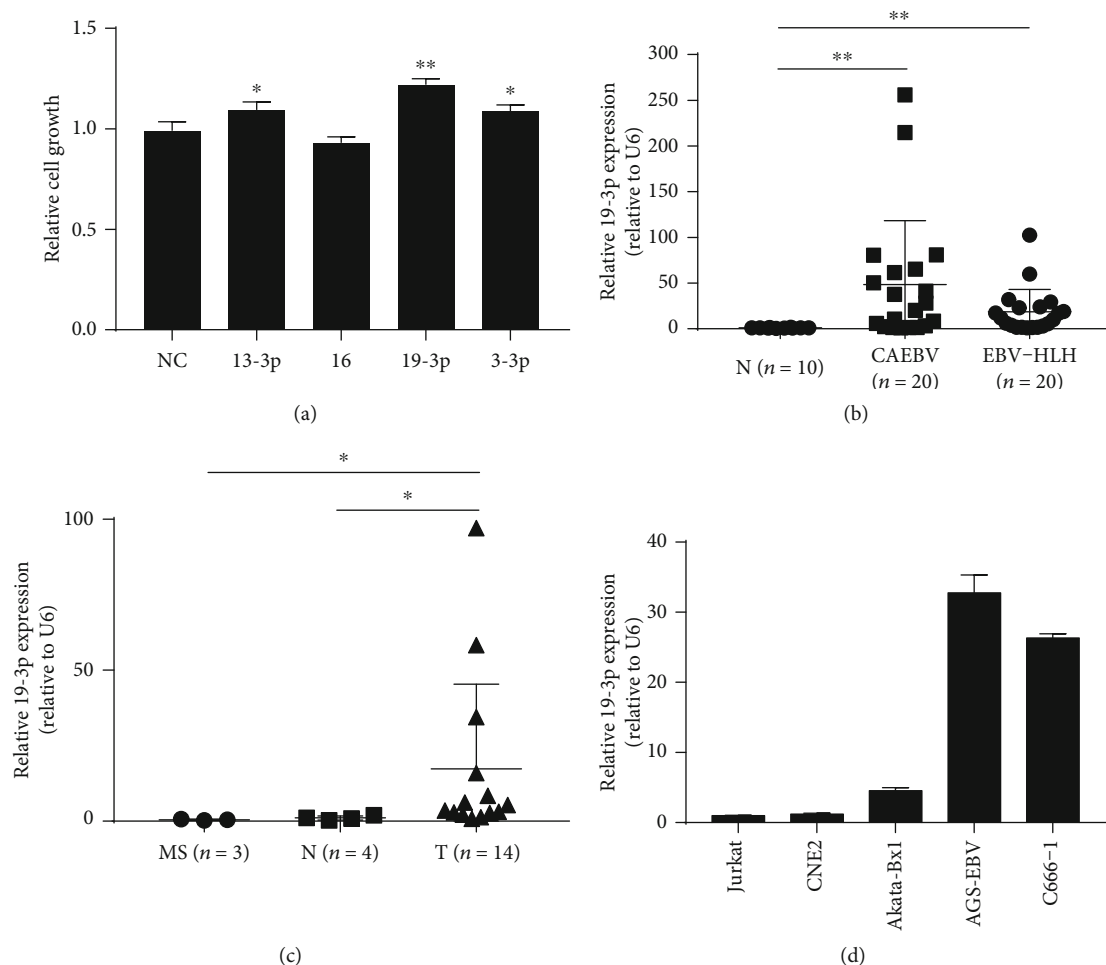 1.5
1.0
0.5
0.0
Relative cell growth
*
**
*
NC
13-3p
16
19-3p
3-3p
(a)
**
**
300
250
200
150
100
50
0
Relative 19-3p expression
(relative to U6)
N (n = 10)
CAEBV
(n = 20)
EBV−HLH
(n = 20)
(b)
*
*
100
50
0
Relative 19-3p expression
(relative to U6)
MS (n = 3)
N (n = 4)
T (n = 14)
(c)
40
30
20
10
0
Relative 19-3p expression
(relative to U6)
Jurkat
CNE2
Akata-Bx1
AGS-EBV
C666−1
(d)